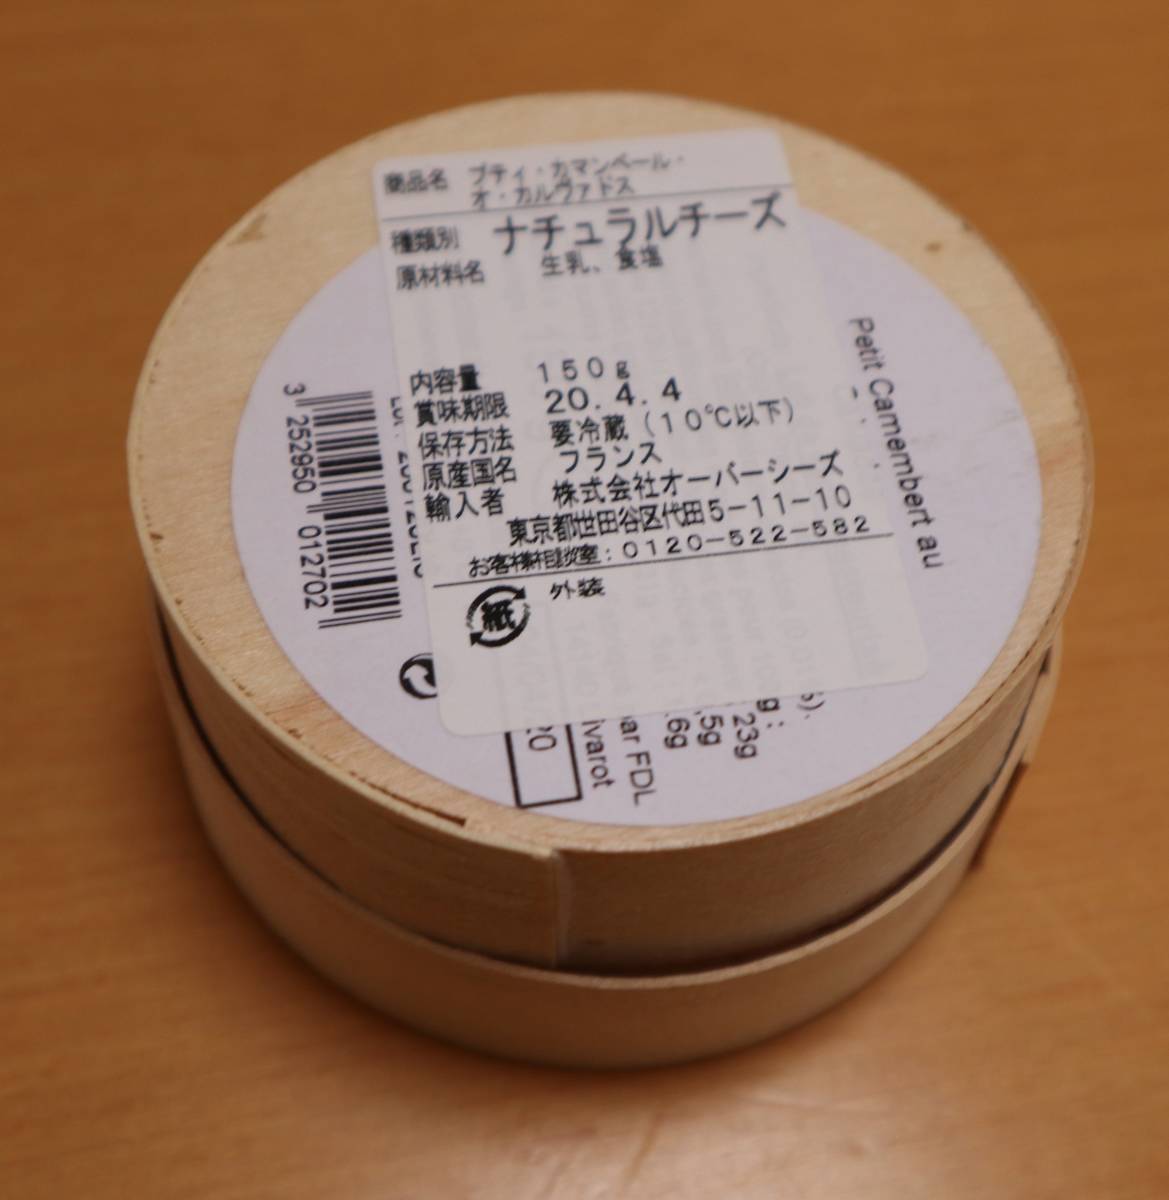 商品名 プティ・カマンベール・
オ・カルヴァドス
種類別 ナチュラルチーズ
原材料名 生乳、食塩
内容量 150g
賞味期限 20.4.4
保存方法 要冷蔵(10℃以下)
原産国名 フランス
輸入者 株式会社オーバーシーズ
東京都世田谷区代田5-11-10
お客様相談室:0120-522-582
紙 外装
Petit Camembert au
3 252950 012702
g :
23g
,5g
,6g
ar FDL
ivarot
20